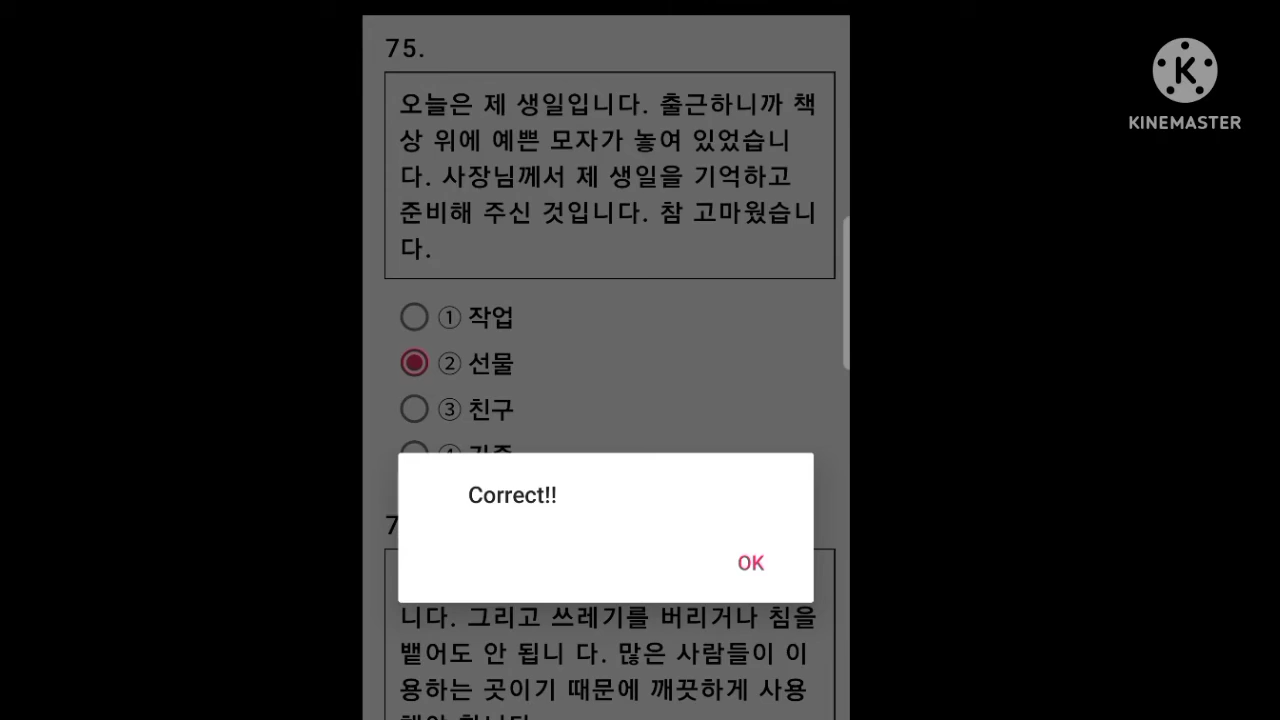 75.
오늘은 제 생일입니다. 출근하니까 책
상 위에 예쁜 모자가 놓여 있었습니
다. 사장님께서 제 생일을 기억하고
준비해 주신 것입니다. 참 고마웠습니
다.
① 작업
② 선물
③ 친구
④
Correct!!
OK
7
니다. 그리고 쓰레기를 버리거나 침을
뱉어도 안 됩니 다. 많은 사람들이 이
용하는 곳이기 때문에 깨끗하게 사용
KINEMASTER